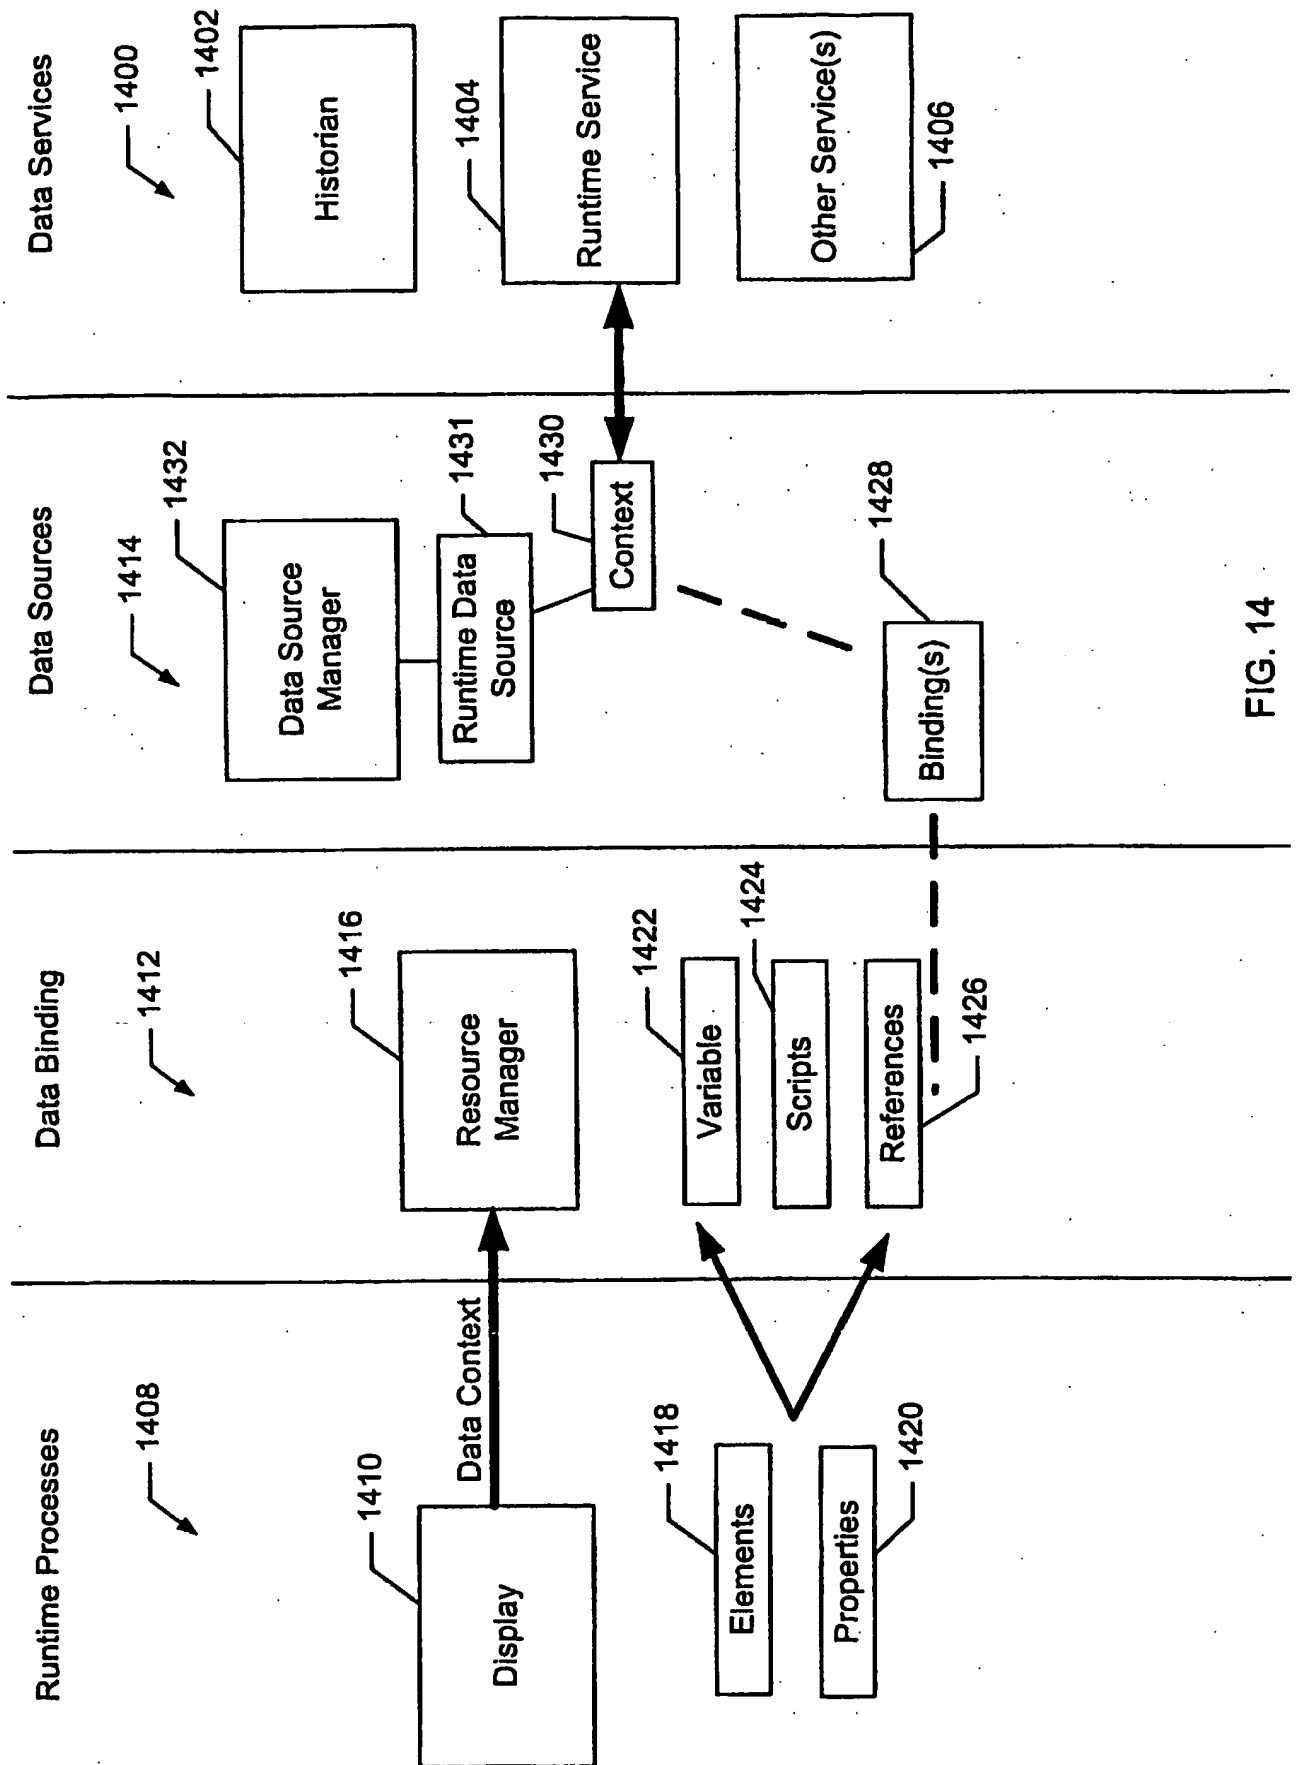 Runtime Processes
Data Binding
Data Sources
Data Services
1408
1412
1414
1400
1410
Display
Data Context
1416
Resource
Manager
1432
Data Source
Manager
1402
Historian
1431
Runtime Data
Source
1430
Context
1404
Runtime Service
1418
Elements
1420
Properties
1422
Variable
1424
Scripts
References
1426
1428
Binding(s)
Other Service(s)
1406
FIG. 14